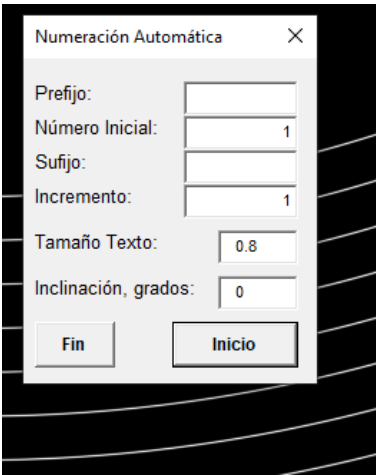 Numeración Automática
Prefijo:
Número Inicial: 1
Sufijo:
Incremento: 1
Tamaño Texto: 0.8
Inclinación, grados: 0
Fin Inicio